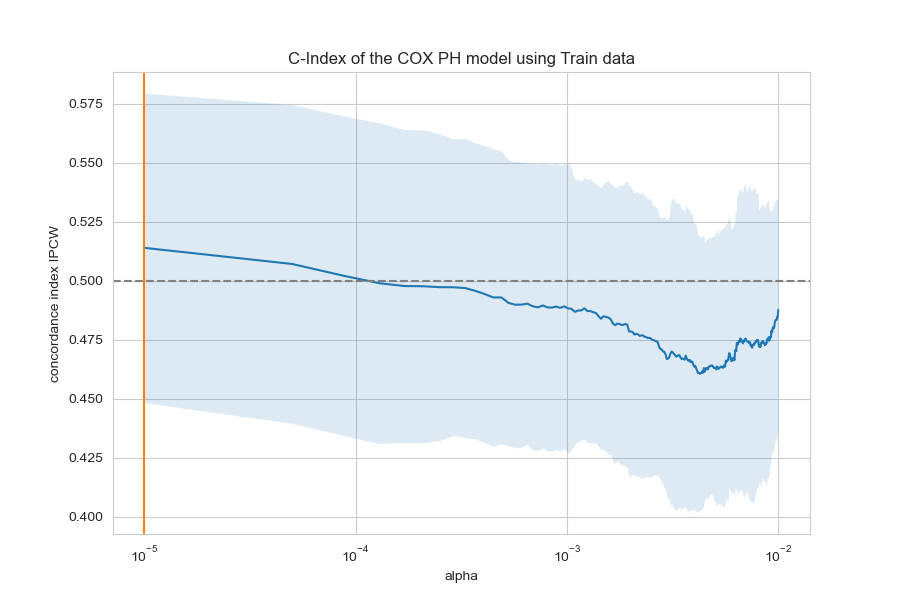 C-Index of the COX PH model using Train data
concordance index IPCW
0.575
0.550
0.525
0.500
0.475
0.450
0.425
0.400
10⁻⁵ 10⁻⁴ 10⁻³ 10⁻²
alpha